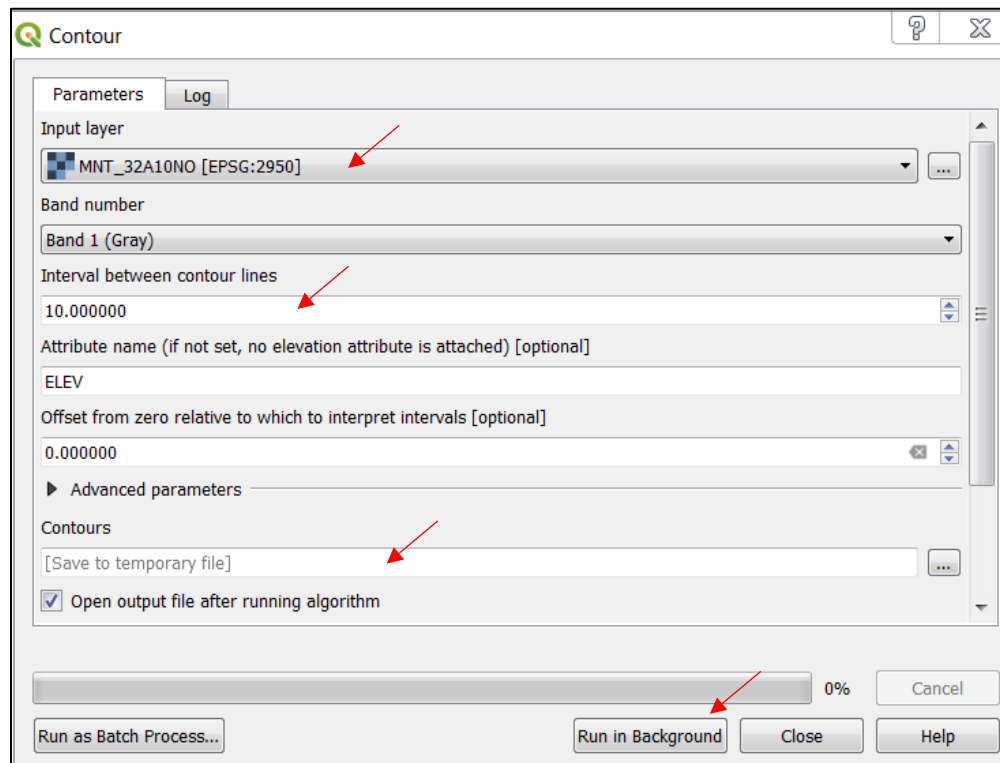 Contour
Parameters Log
Input layer
MNT_32A10NO [EPSG:2950]
...
Band number
Band 1 (Gray)
Interval between contour lines
10.000000
Attribute name (if not set, no elevation attribute is attached) [optional]
ELEV
Offset from zero relative to which to interpret intervals [optional]
0.000000
Advanced parameters
Contours
[Save to temporary file]
...
Open output file after running algorithm
0% Cancel
Run as Batch Process... Run in Background Close Help